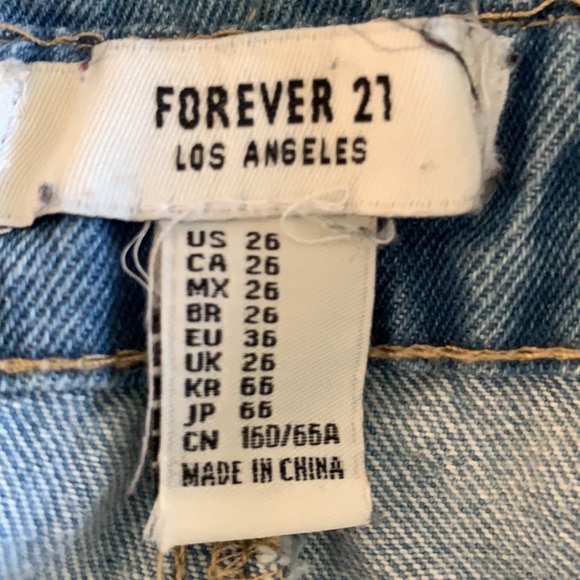 FOREVER 21
LOS ANGELES
US 26
CA 26
MX 26
BR 26
EU 36
UK 26
KR 66
JP 66
CN 160/66A
MADE IN CHINA